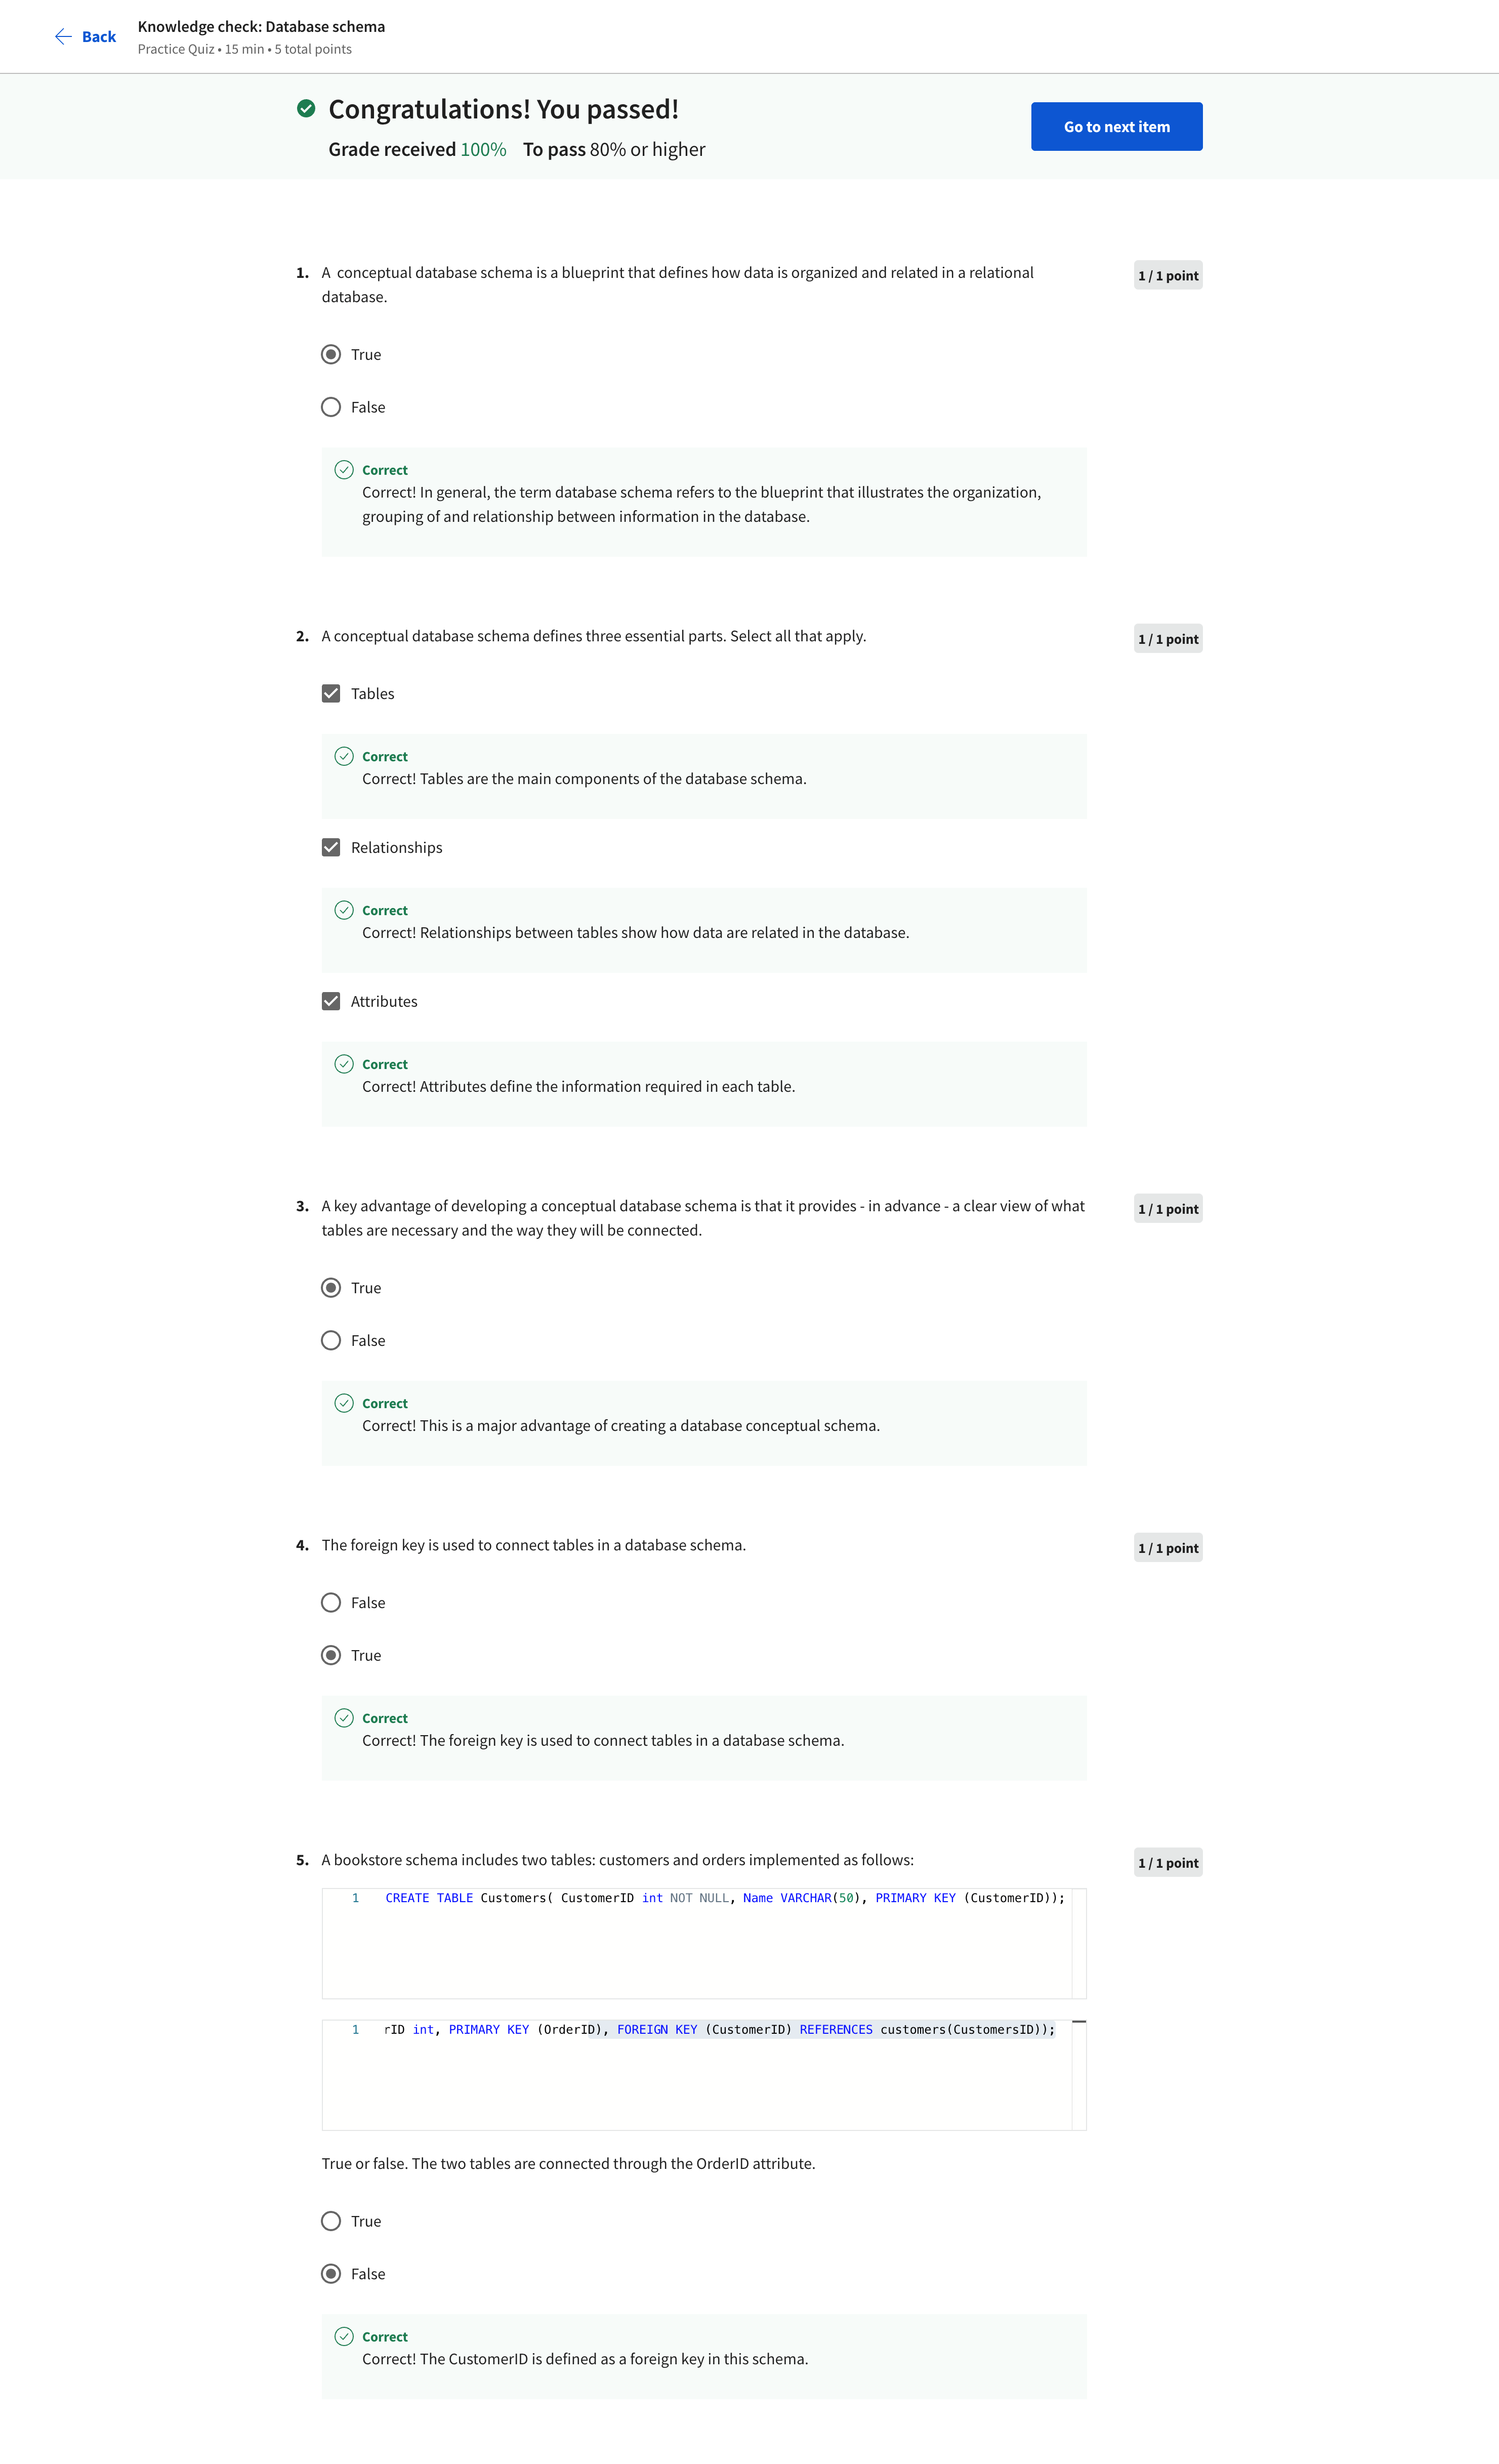 Back
Knowledge check: Database schema
Practice Quiz • 15 min • 5 total points
Congratulations! You passed!
Grade received 100% To pass 80% or higher
Go to next item
1. A conceptual database schema is a blueprint that defines how data is organized and related in a relational
database.
1 / 1 point
True
False
Correct
Correct! In general, the term database schema refers to the blueprint that illustrates the organization,
grouping of and relationship between information in the database.
2. A conceptual database schema defines three essential parts. Select all that apply.
1 / 1 point
Tables
Correct
Correct! Tables are the main components of the database schema.
Relationships
Correct
Correct! Relationships between tables show how data are related in the database.
Attributes
Correct
Correct! Attributes define the information required in each table.
3. A key advantage of developing a conceptual database schema is that it provides - in advance - a clear view of what
tables are necessary and the way they will be connected.
1 / 1 point
True
False
Correct
Correct! This is a major advantage of creating a database conceptual schema.
4. The foreign key is used to connect tables in a database schema.
1 / 1 point
False
True
Correct
Correct! The foreign key is used to connect tables in a database schema.
5. A bookstore schema includes two tables: customers and orders implemented as follows:
1 / 1 point
1 CREATE TABLE Customers( CustomerID int NOT NULL, Name VARCHAR(50), PRIMARY KEY (CustomerID));
1 rID int, PRIMARY KEY (OrderID), FOREIGN KEY (CustomerID) REFERENCES customers(CustomersID));
True or false. The two tables are connected through the OrderID attribute.
True
False
Correct
Correct! The CustomerID is defined as a foreign key in this schema.